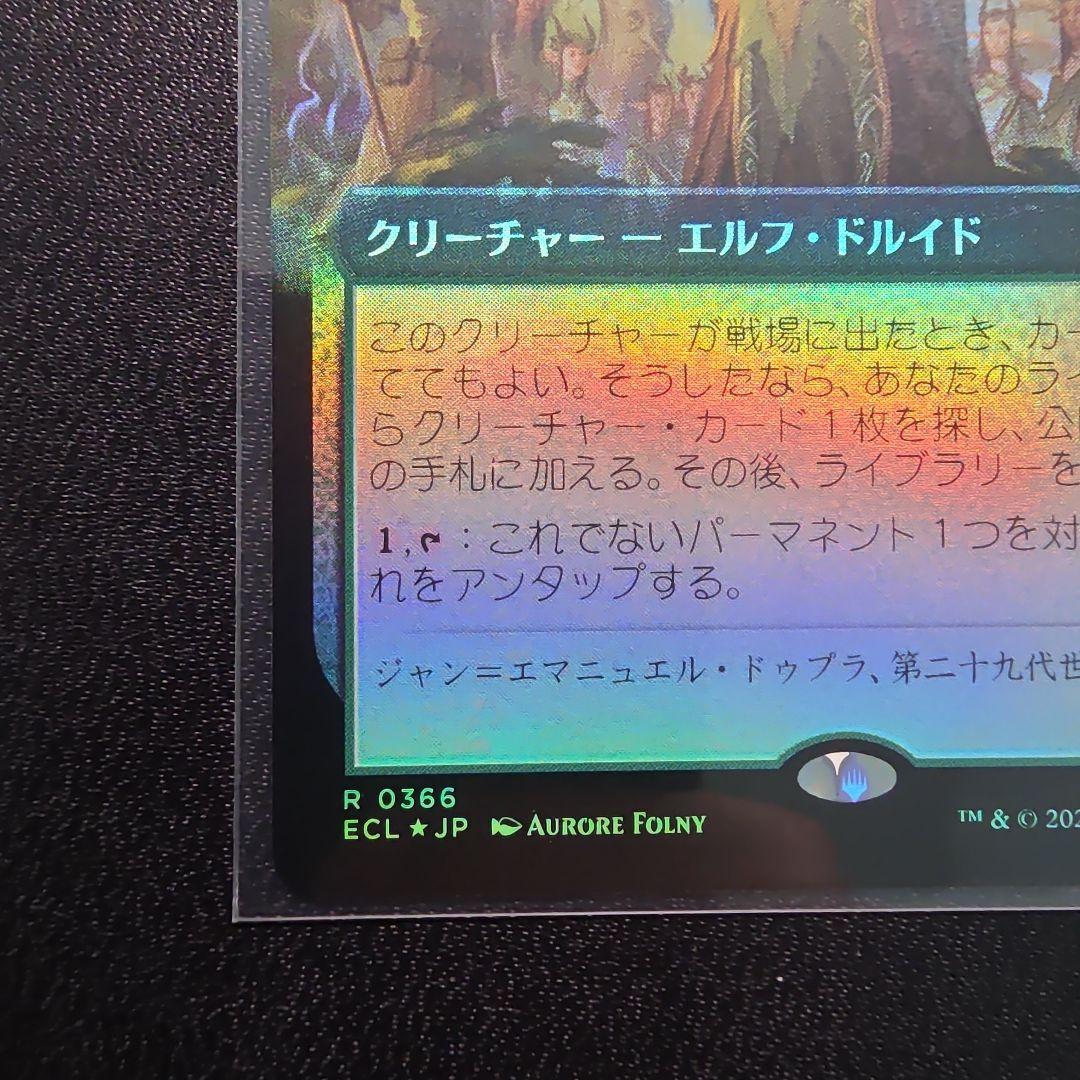 クリーチャー ― エルフ・ドルイド
このクリーチャーが戦場に出たとき、カー
ててもよい。そうしたなら、あなたのライ
らクリーチャー・カード1枚を探し、公
の手札に加える。その後、ライブラリーを
1,：これでないパーマネント1つを対
れをアンタップする。
ジャン＝エマニュエル・ドゥプラ、第二十九代世
R 0366
ECL★JP AURORE FOLNY
™ & © 202